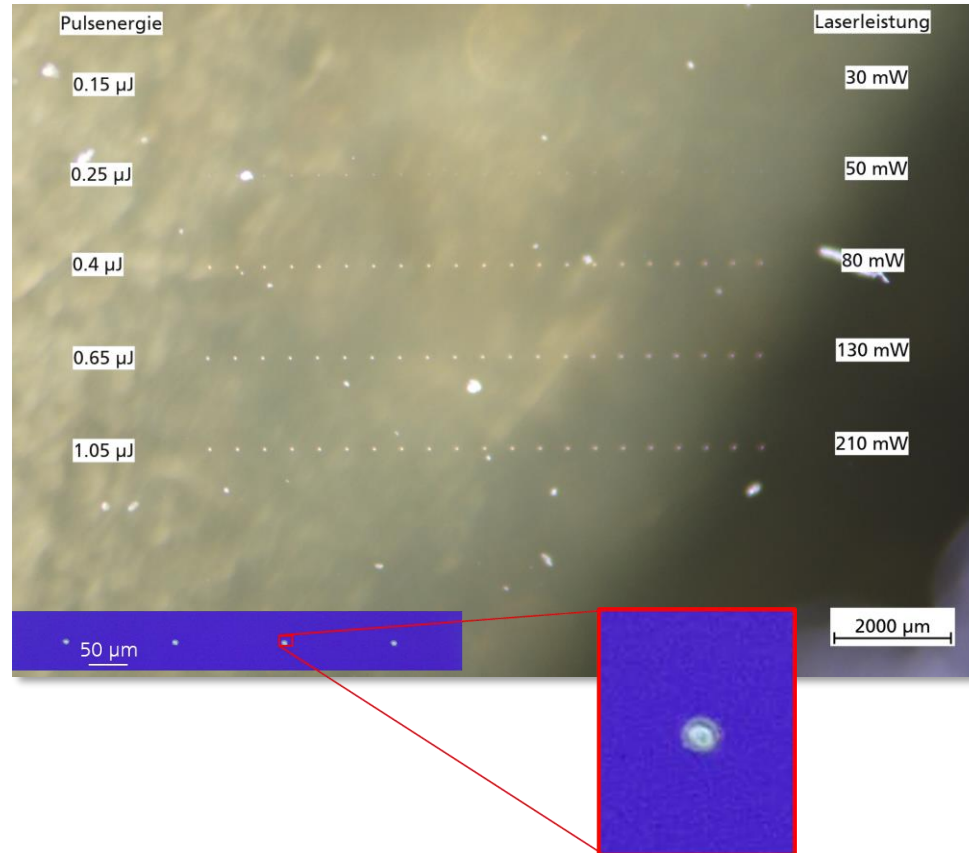 Pulsenergie Laserleistung
0.15 µJ 30 mW
0.25 µJ 50 mW
0.4 µJ 80 mW
0.65 µJ 130 mW
1.05 µJ 210 mW
50 µm
2000 µm